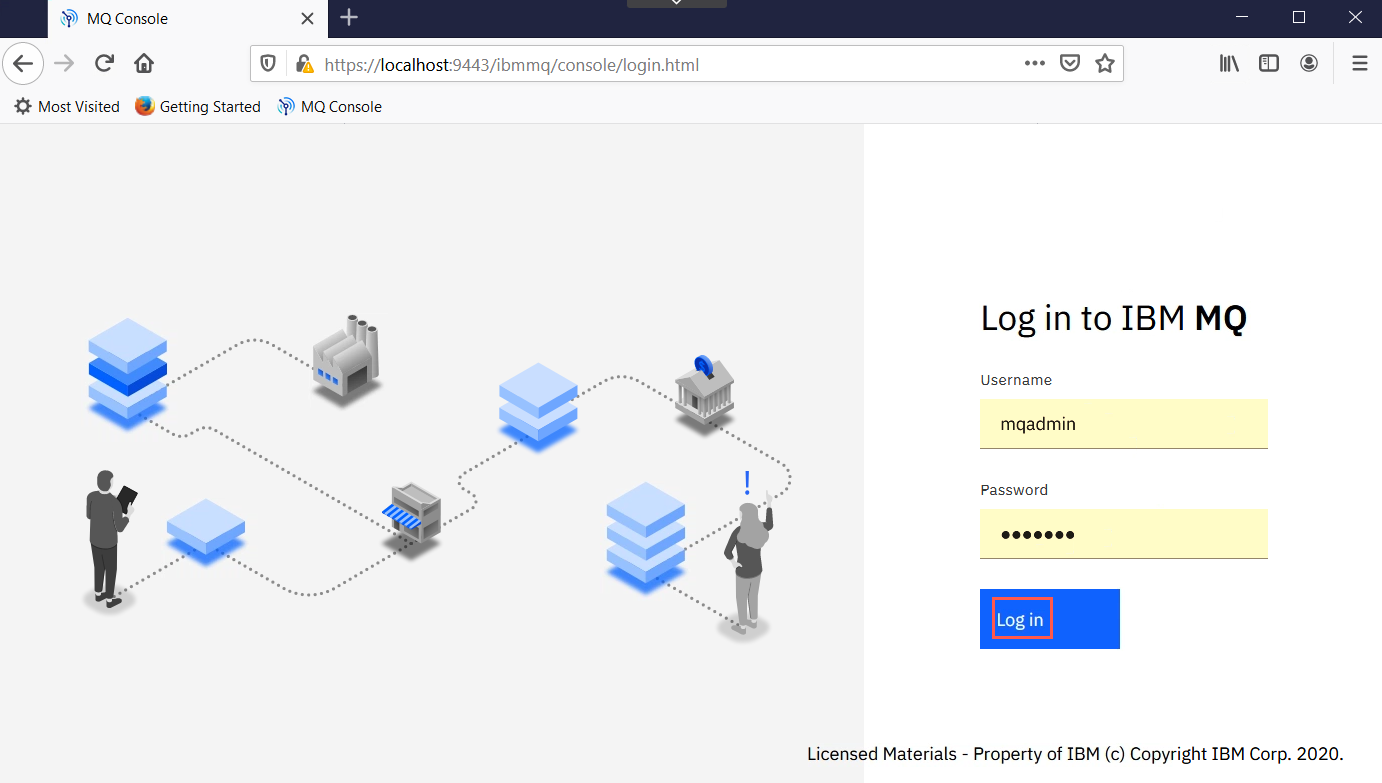 MQ Console
https://localhost:9443/ibmmq/console/login.html
Most Visited Getting Started MQ Console
Log in to IBM MQ
Username
mqadmin
Password
•••••••
!
Log in
Licensed Materials - Property of IBM (c) Copyright IBM Corp. 2020.